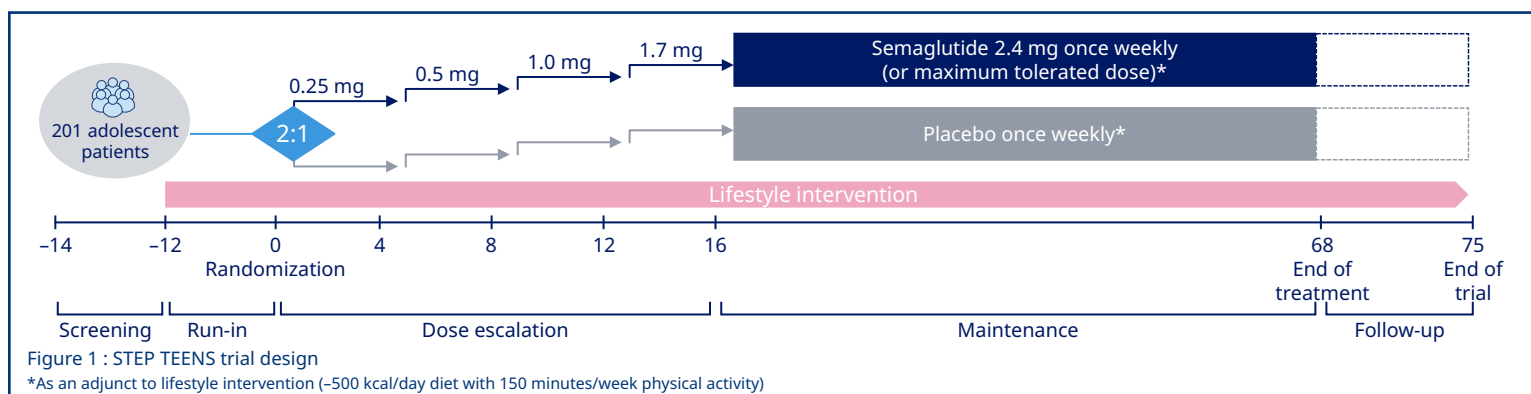 0.25 mg
0.5 mg
1.0 mg
1.7 mg
Semaglutide 2.4 mg once weekly
(or maximum tolerated dose)*
201 adolescent
patients
2:1
Placebo once weekly*
Lifestyle intervention
–14 –12 0 4 8 12 16 68 75
Randomization
End of
treatment
End of
trial
Screening Run-in Dose escalation Maintenance Follow-up
Figure 1 : STEP TEENS trial design
*As an adjunct to lifestyle intervention (–500 kcal/day diet with 150 minutes/week physical activity)